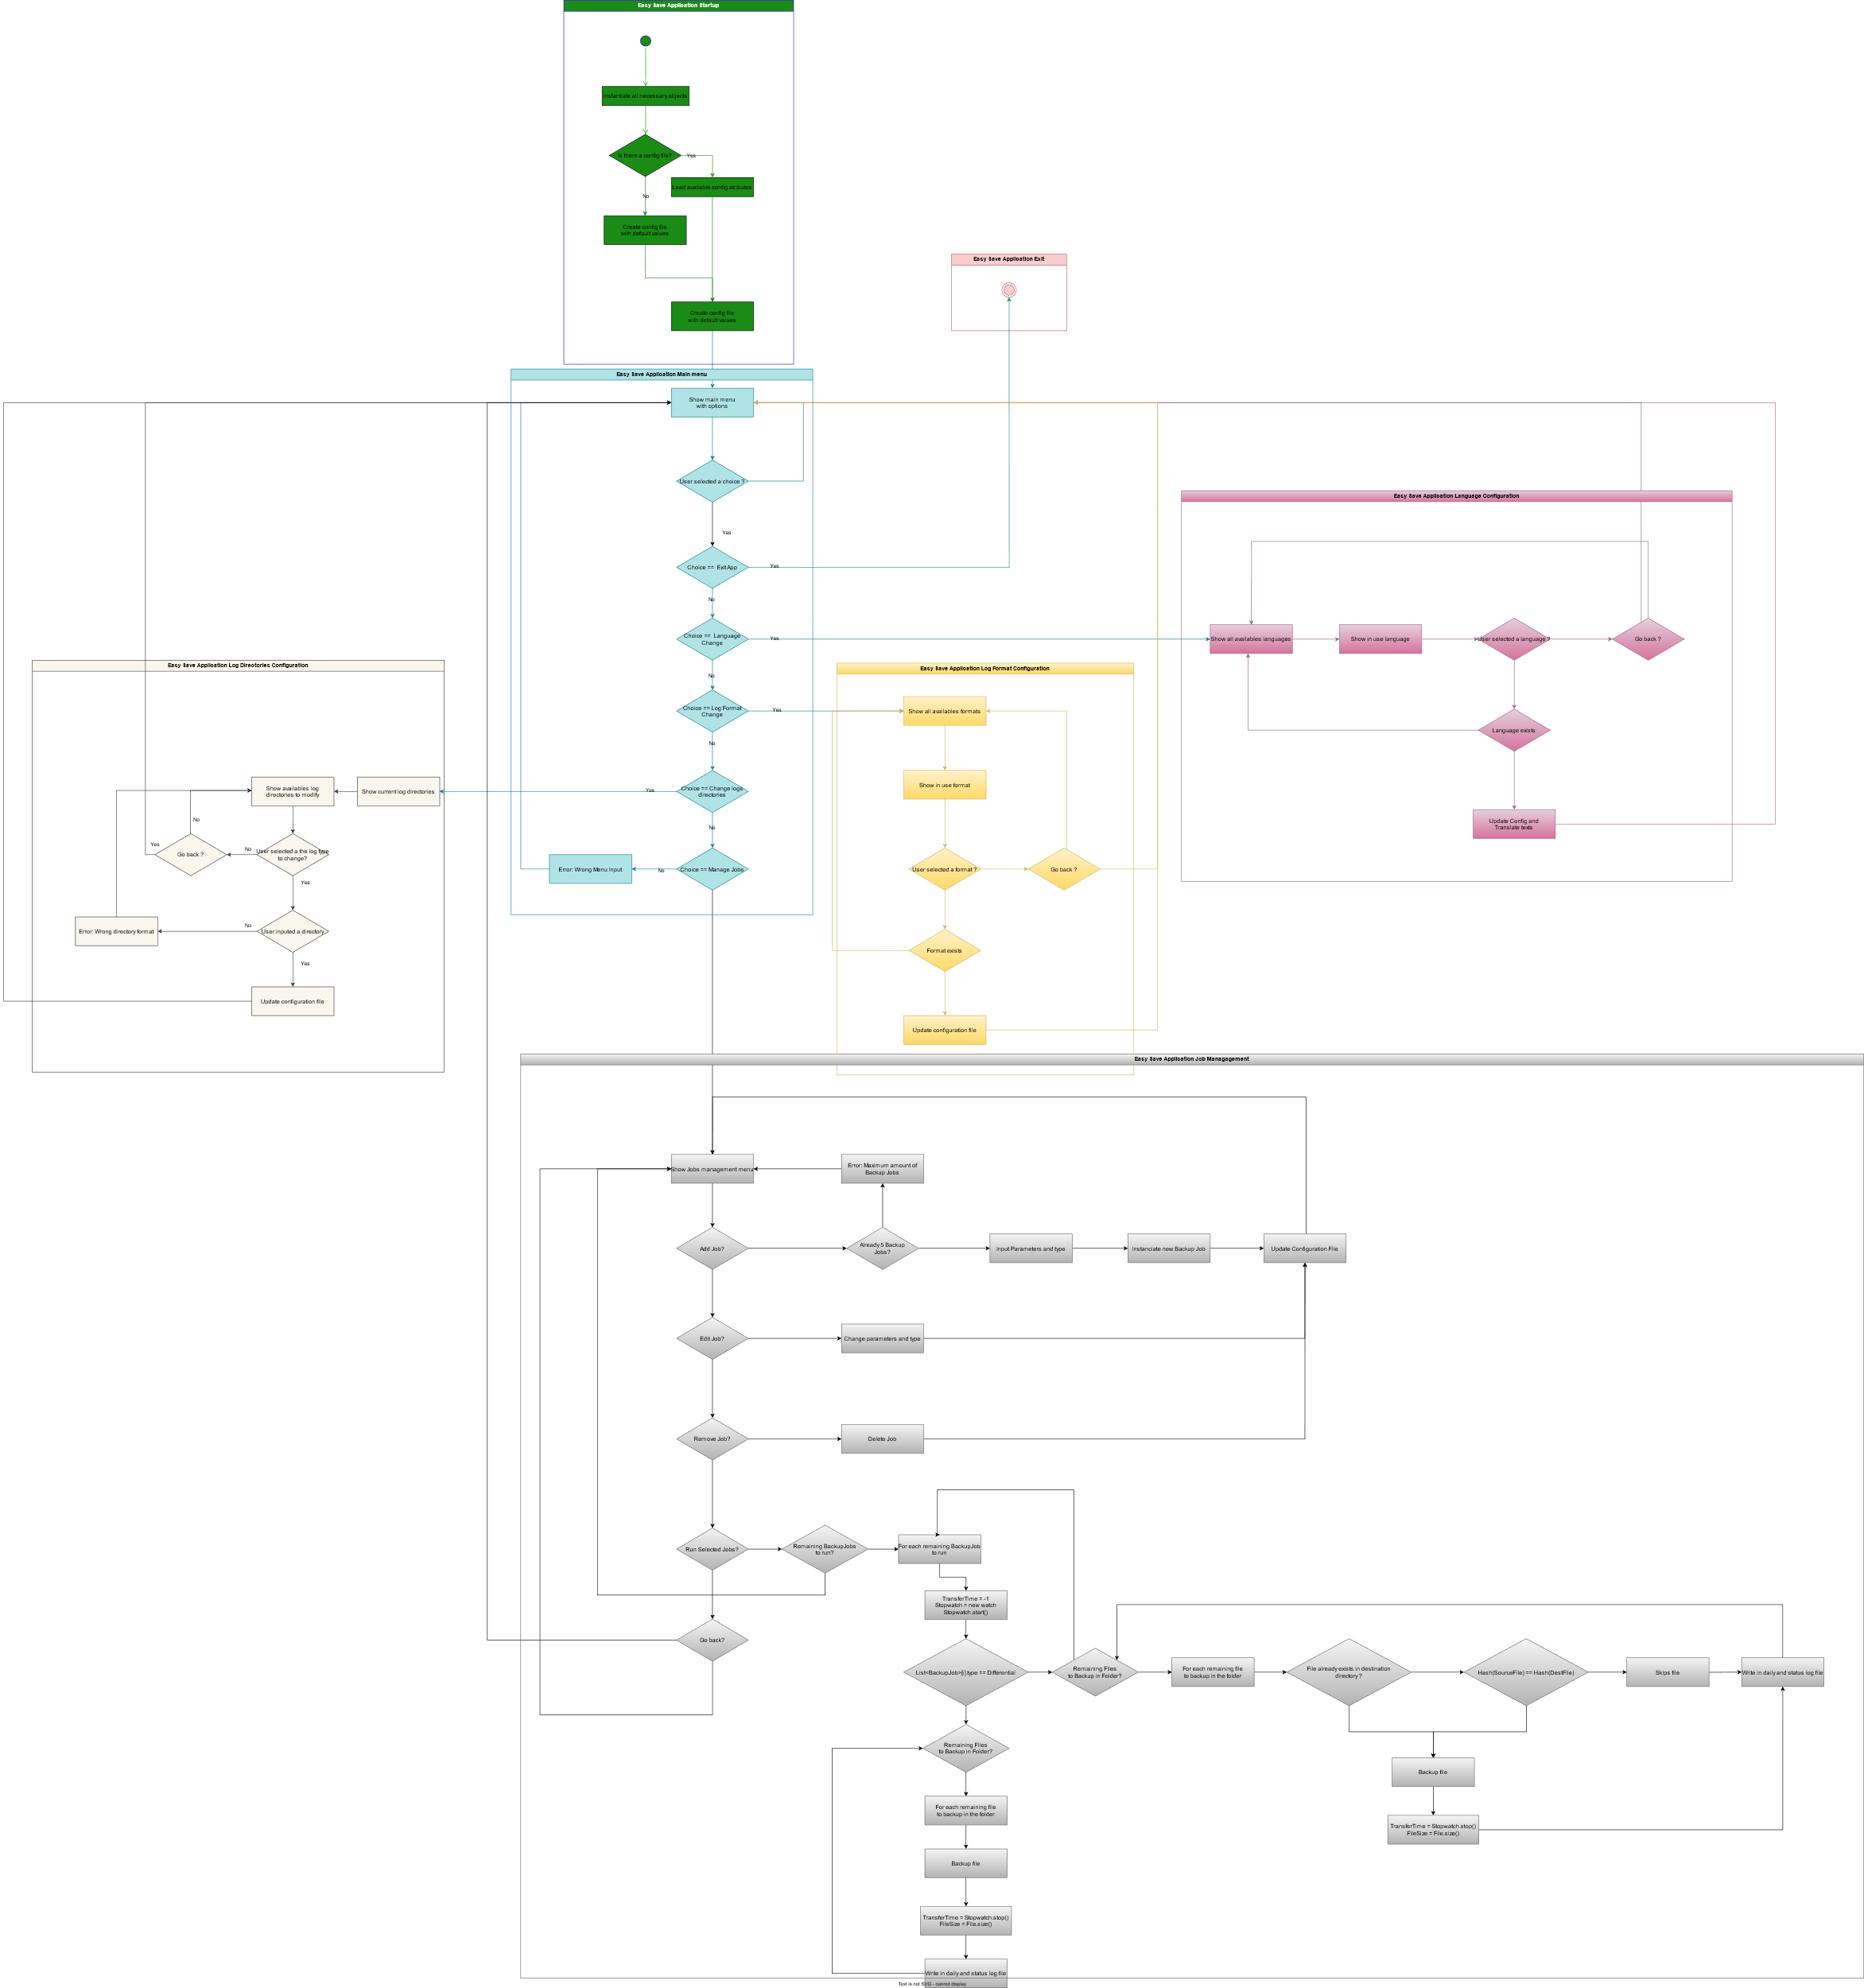 Easy Save Application Startup
Instantiate all necessary objects
Is there a config file?
Yes
Load available config atributes
No
Create config file
with default values
Create config file
with default values
Easy Save Application Exit
Easy Save Application Main menu
Show main menu
with options
User selected a choice ?
Yes
Choice ==  ExitApp
Yes
No
Choice ==  Language
Change
Yes
No
Choice == Log Format
Change
Yes
No
Choice == Change logs
directories
Yes
No
Choice == Manage Jobs
No
Error: Wrong Menu Input
Easy Save Application Language Configuration
Show all availables languages
Show in use language
User selected a language ?
Go back ?
Language exists
Update Config and
Translate texts
Easy Save Application Log Directories Configuration
Show availables log
directories to modify
Show current log directories
No
Yes
Go back ?
No
User selected a the log type
to change?
Yes
Error: Wrong directory format
No
User inputed a directory
Yes
Update configuration file
Easy Save Application Log Format Configuration
Show all availables formats
Show in use format
User selected a format ?
Go back ?
Format exists
Update configuration file
Easy Save Application Job Managagement
Show Jobs management menu
Error: Maximum amount of
Backup Jobs
Add Job?
Already 5 Backup
Jobs?
Input Parameters and type
Instanciate new Backup Job
Update Configuration File
Edit Job?
Change parameters and type
Remove Job?
Delete Job
Run Selected Jobs?
Remaining BackupJobs
to run?
For each remaining BackupJob
to run
TransferTime = -1
Stopwatch = new watch
Stopwatch.start()
Go back?
List<BackupJob>[i].type == Differential
Remaining Files
to Backup in Folder?
For each remaining file
to backup in the folder
File already exists in destination
directory ?
Hash(SourceFile) == Hash(DestFile)
Skips file
Write in daily and status log file
Remaining Files
to Backup in Folder?
Backup file
For each remaining file
to backup in the folder
TransferTime = Stopwatch.stop()
FileSize = File.size()
Backup file
TransferTime = Stopwatch.stop()
FileSize = File.size()
Write in daily and status log file
Text is not SVG - cannot display